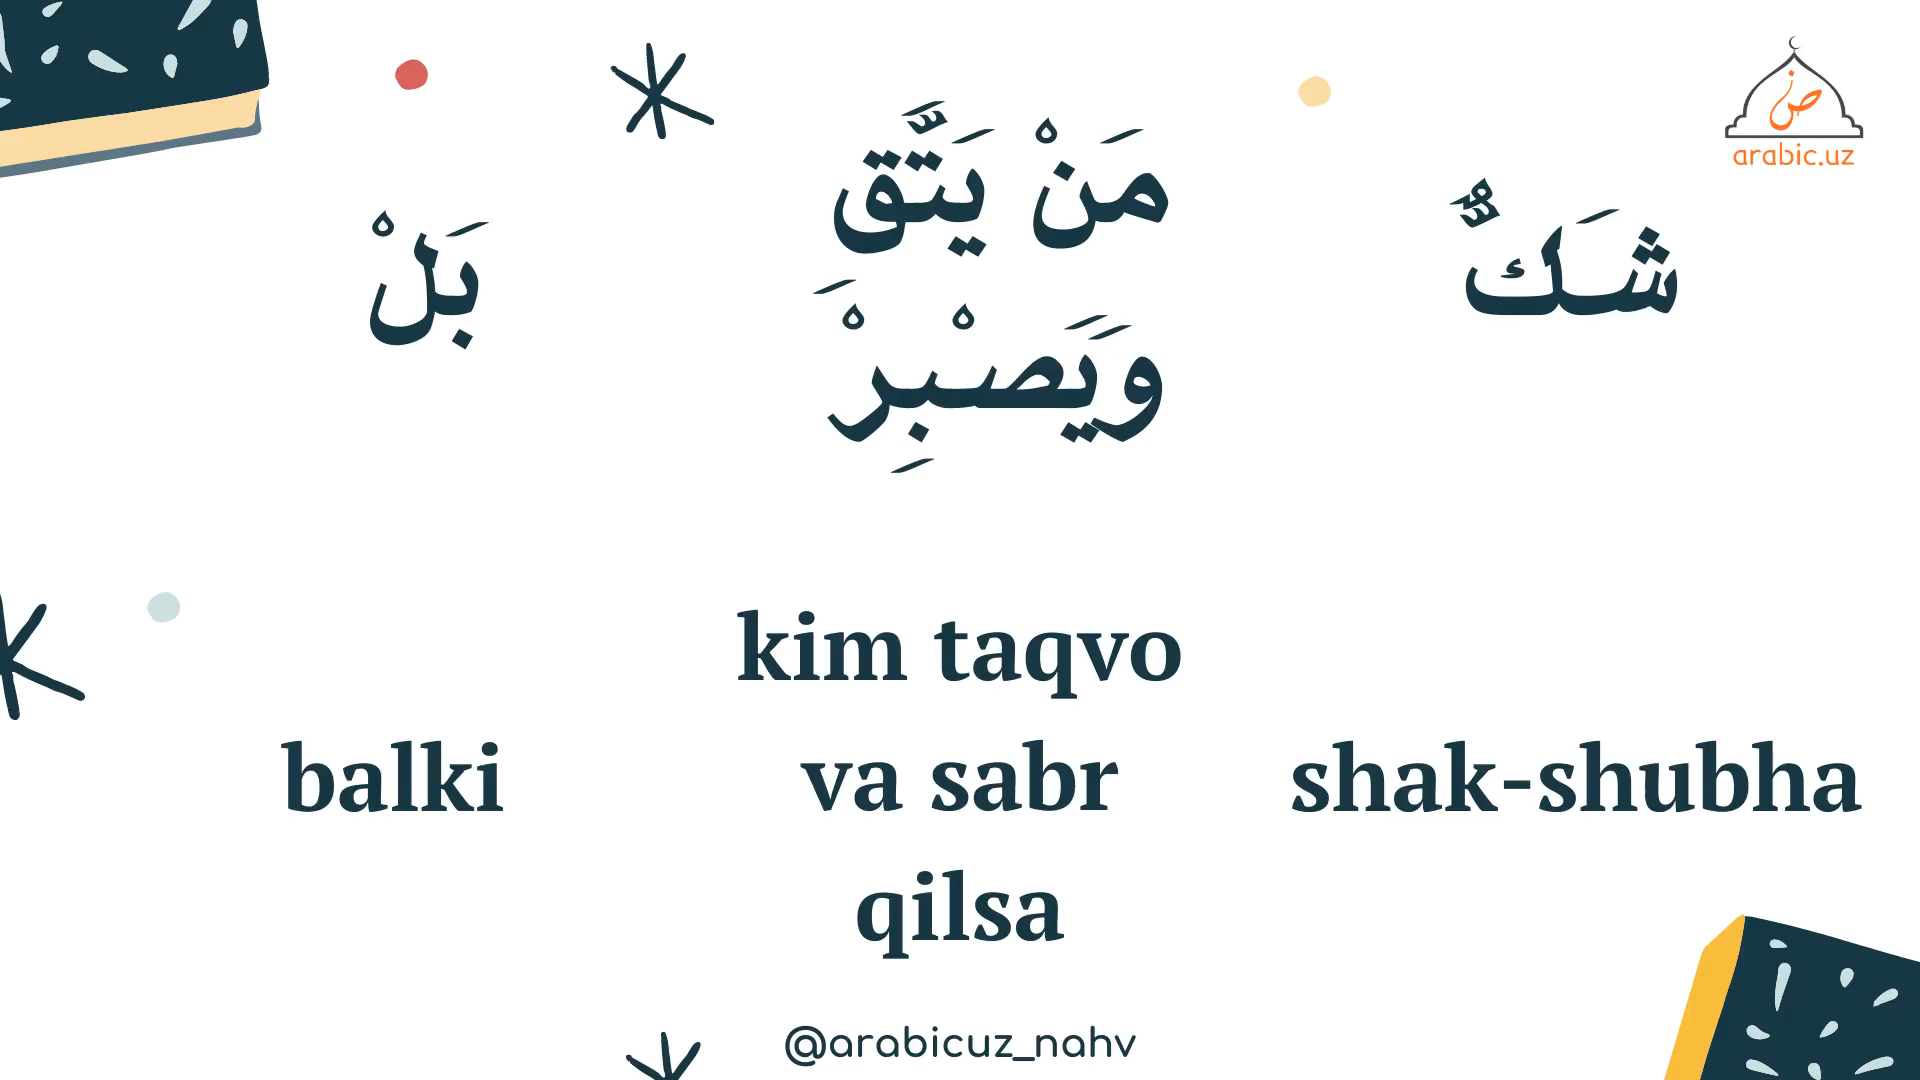 ض
arabic.uz
شَكٌّ
مَنْ يَتَّقِ
وَيَصْبِرْ
بَلْ
balki
kim taqvo
va sabr
qilsa
shak-shubha
@arabicuz_nahv